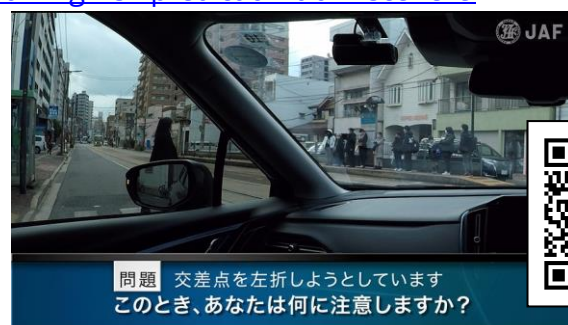 JAF
問題 交差点を左折しようとしています
このとき、あなたは何に注意しますか？